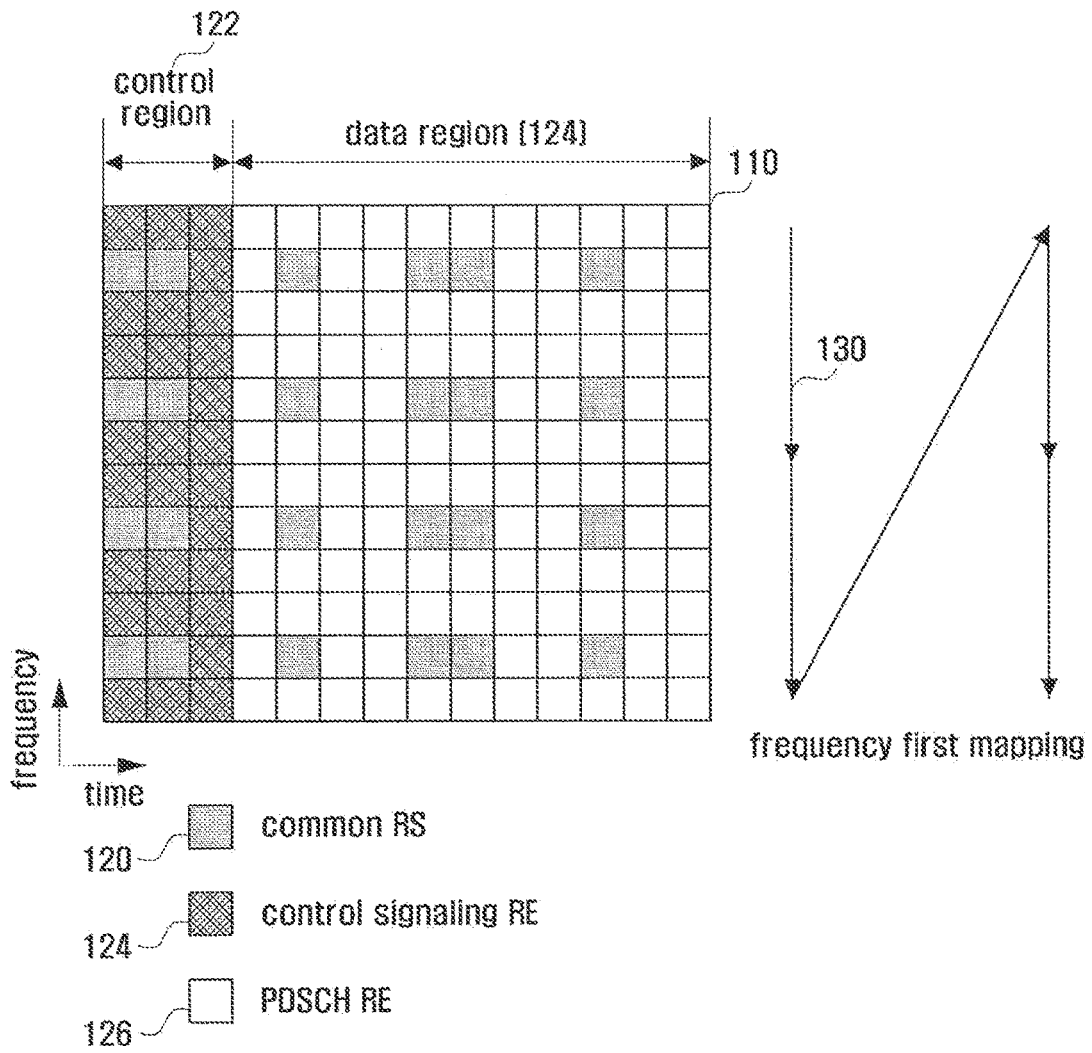 122
control
region
data region [124]
110
130
frequency
time
frequency first mapping
120
common RS
124
control signaling RE
126
PDSCH RE